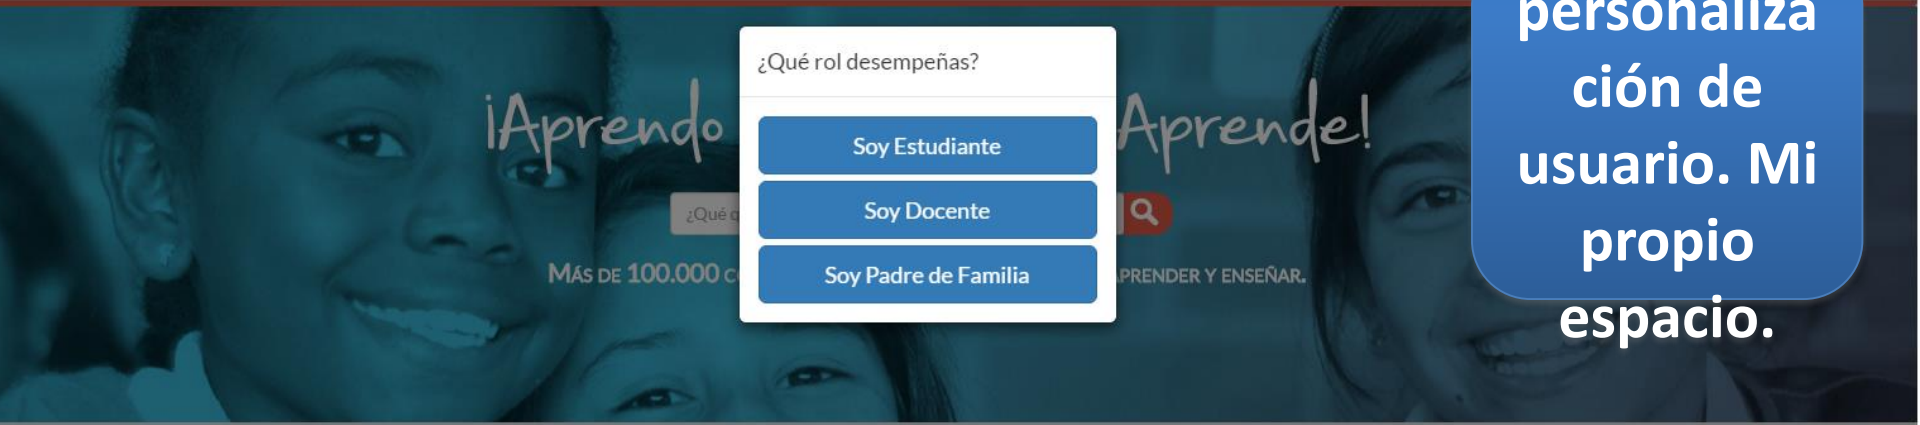 ¿Qué rol desempeñas?
¡Aprendo
Aprende!
Soy Estudiante
Soy Docente
¿Qué
Soy Padre de Familia
MÁS DE 100.000
APRENDER Y ENSEÑAR.
personaliza
ción de
usuario. Mi
propio
espacio.